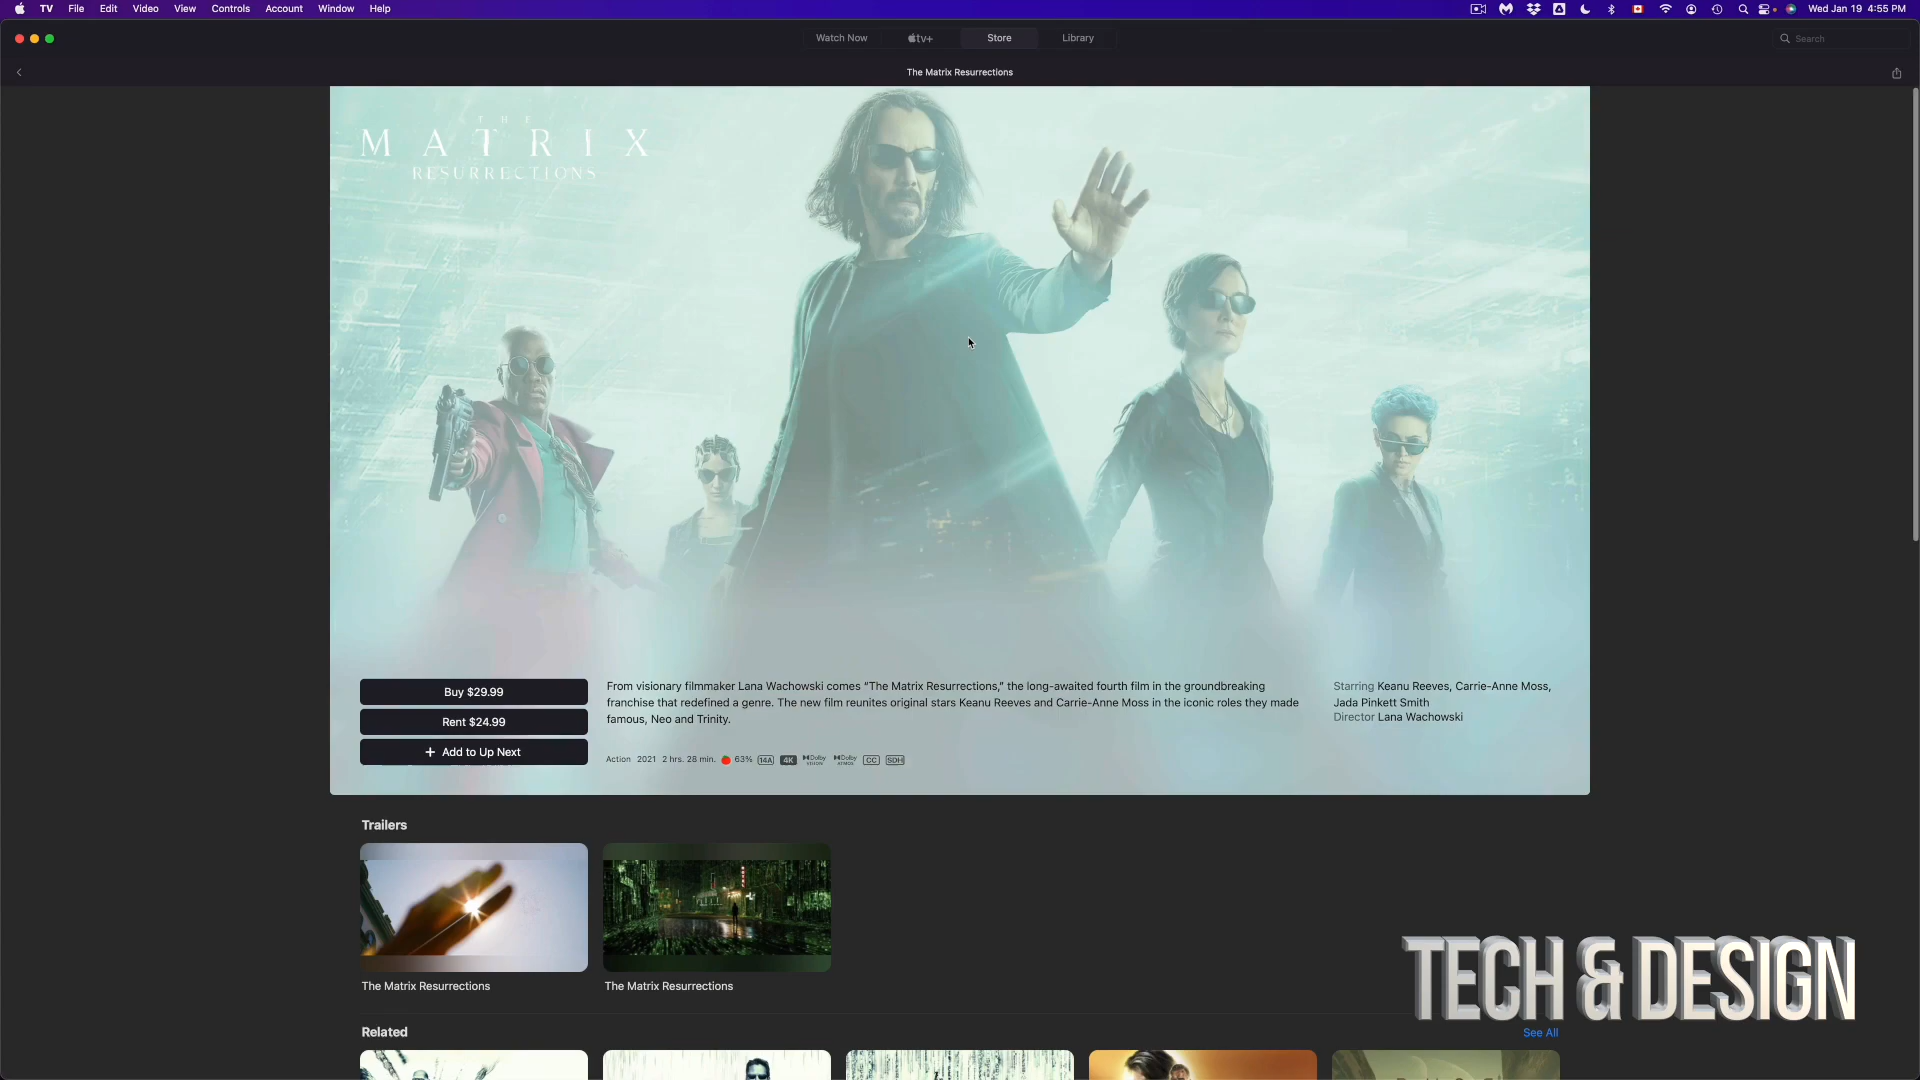 TV File Edit Video View Controls Account Window Help
Wed Jan 19 4:55 PM
Watch Now
tv+
Store
Library
Search
The Matrix Resurrections
THE
MATRIX
RESURRECTIONS
Buy $29.99
Rent $24.99
+ Add to Up Next
From visionary filmmaker Lana Wachowski comes “The Matrix Resurrections,” the long-awaited fourth film in the groundbreaking
franchise that redefined a genre. The new film reunites original stars Keanu Reeves and Carrie-Anne Moss in the iconic roles they made
famous, Neo and Trinity.
Action 2021 2 hrs. 28 min. 63% 14A 4K Dolby VISION Dolby ATMOS CC SDH
Starring Keanu Reeves, Carrie-Anne Moss,
Jada Pinkett Smith
Director Lana Wachowski
Trailers
The Matrix Resurrections
The Matrix Resurrections
Related
See All
TECH & DESIGN